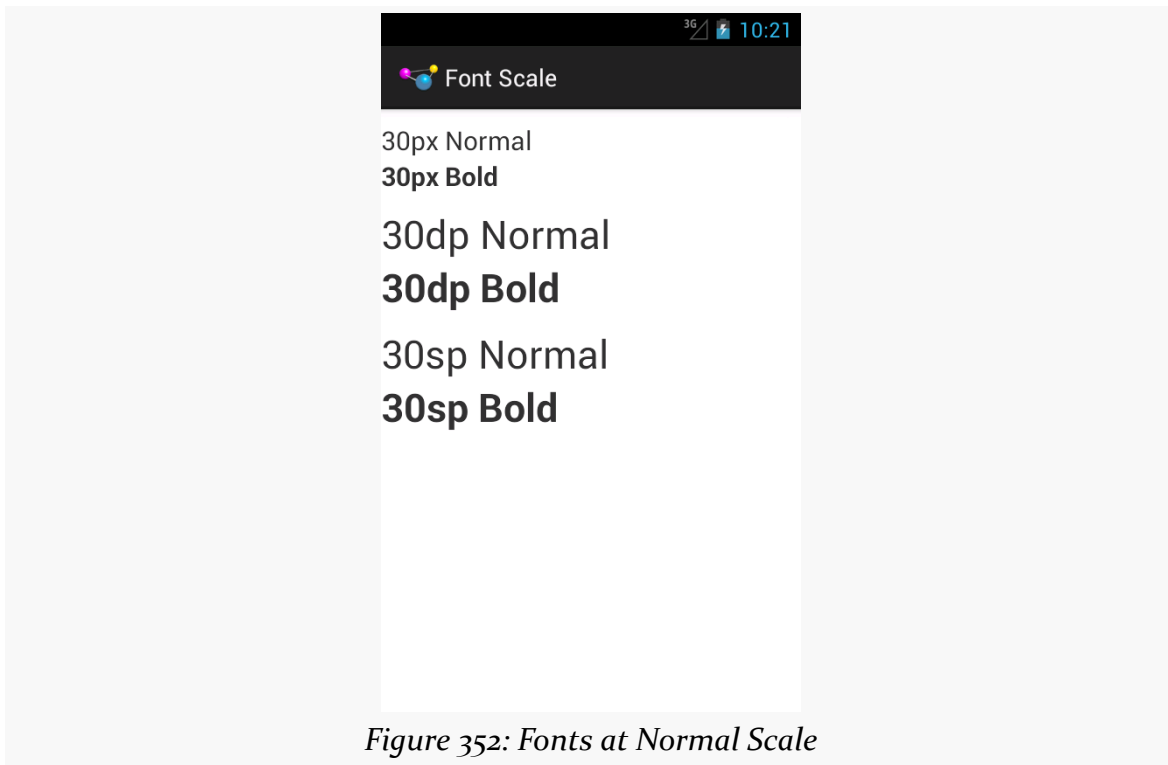 3G 10:21
Font Scale
30px Normal
30px Bold
30dp Normal
30dp Bold
30sp Normal
30sp Bold
Figure 352: Fonts at Normal Scale